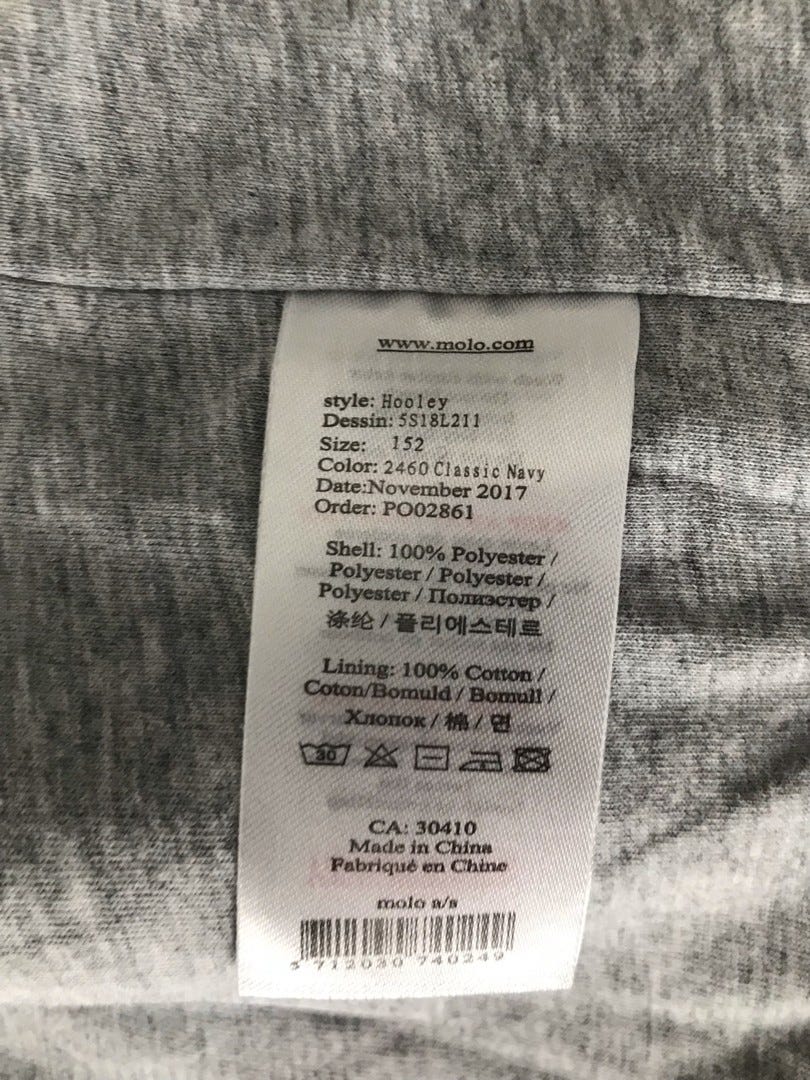 www.molo.com
style: Hooley
Dessin: 5S18L211
Size: 152
Color: 2460 Classic Navy
Date:November 2017
Order: PO02861
Shell: 100% Polyester /
Polyester / Polyester /
Polyester / Полиэстер /
涤纶 / 플리에스테르
Lining: 100% Cotton /
Coton/Bomuld / Bomull /
Хлопок / 棉 / 면
30
CA: 30410
Made in China
Fabriqué en Chine
molo a/s
5 712030 740249